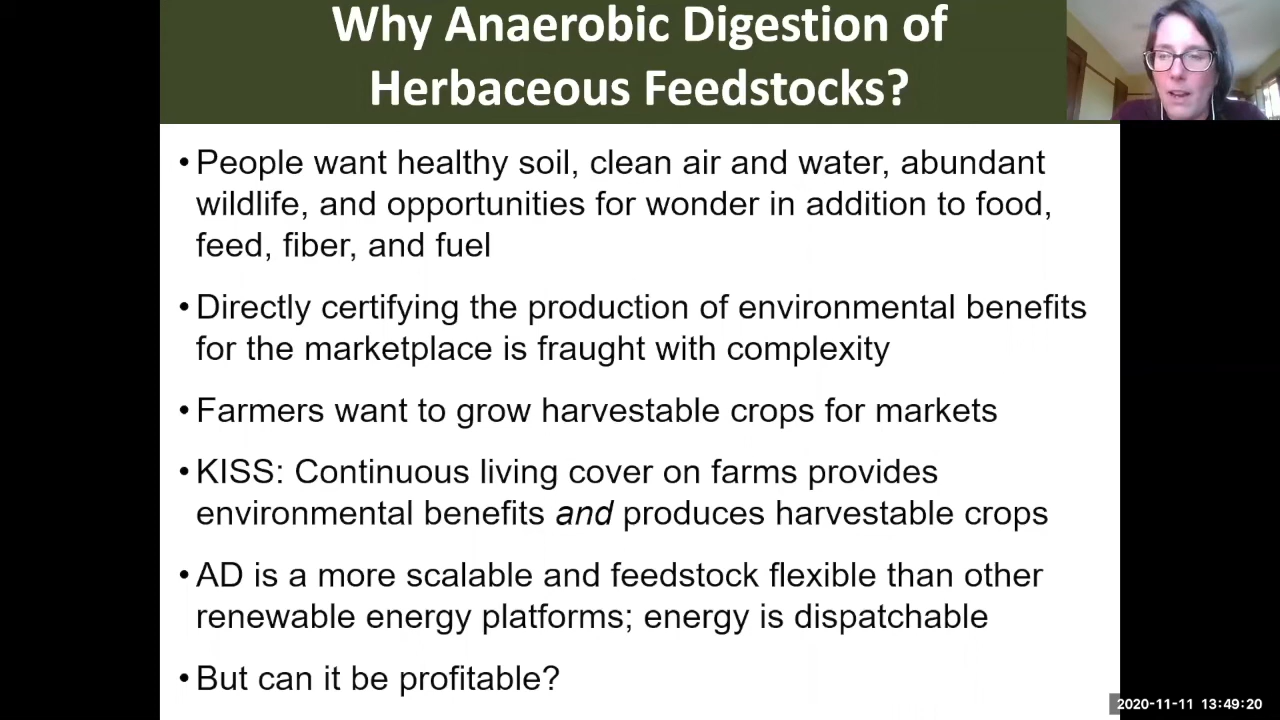 Why Anaerobic Digestion of
Herbaceous Feedstocks?
• People want healthy soil, clean air and water, abundant
wildlife, and opportunities for wonder in addition to food,
feed, fiber, and fuel
• Directly certifying the production of environmental benefits
for the marketplace is fraught with complexity
• Farmers want to grow harvestable crops for markets
• KISS: Continuous living cover on farms provides
environmental benefits and produces harvestable crops
• AD is a more scalable and feedstock flexible than other
renewable energy platforms; energy is dispatchable
• But can it be profitable?
2020-11-11 13:49:20